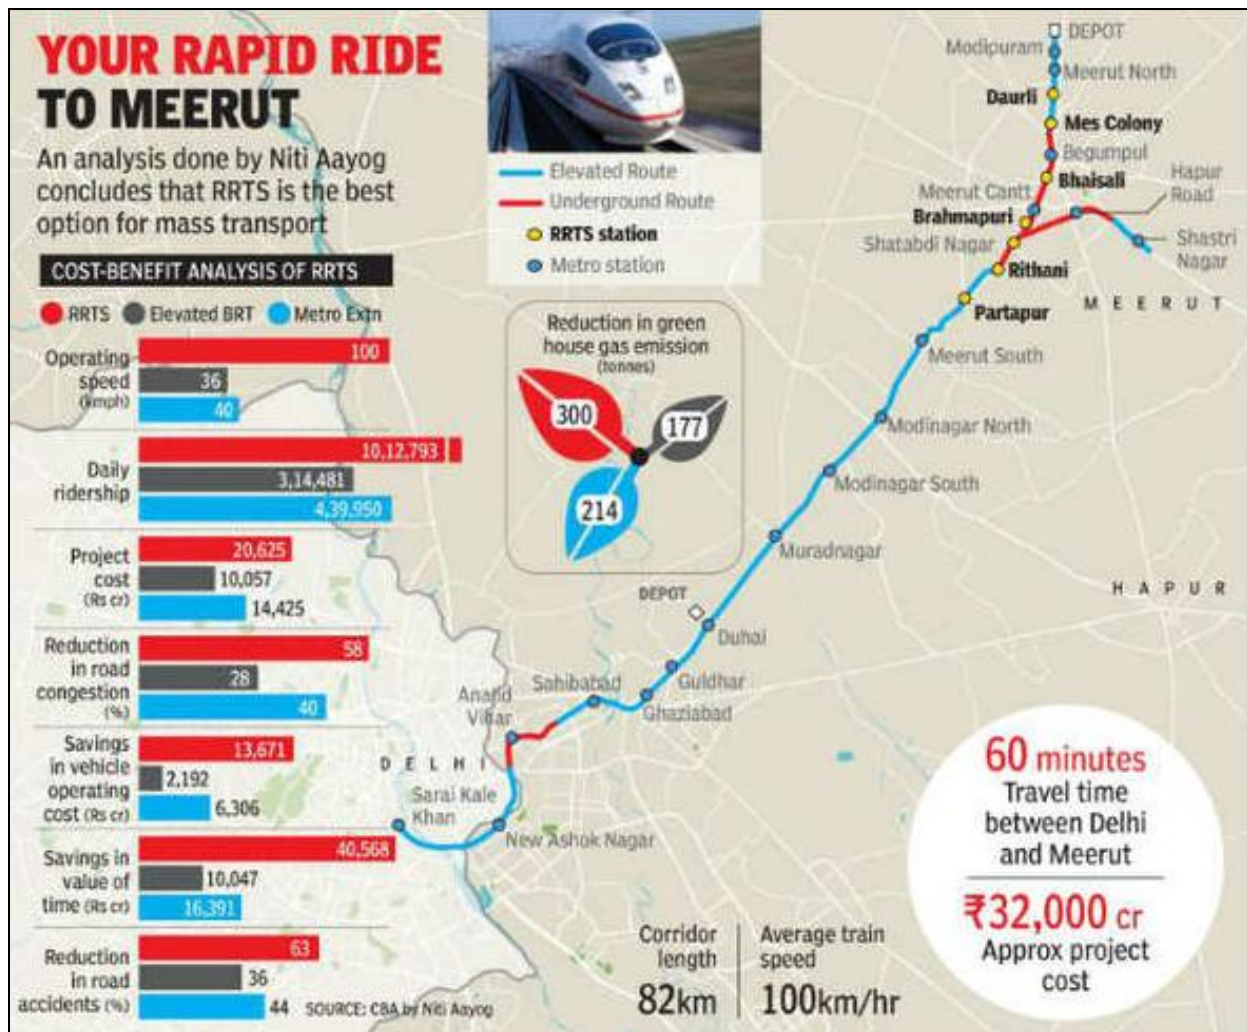 YOUR RAPID RIDE
TO MEERUT
An analysis done by Niti Aayog
concludes that RRTS is the best
option for mass transport
COST-BENEFIT ANALYSIS OF RRTS
RRTS
Elevated BRT
Metro Extn
Operating
speed
(kmph)
100
36
40
Daily
ridership
10,12,793
3,14,481
4,39,950
Project
cost
(Rs cr)
20,625
10,057
14,425
Reduction
in road
congestion
(%)
58
28
40
Savings
in vehicle
operating
cost (Rs cr)
13,671
2,192
6,306
Savings in
value of
time (Rs cr)
40,568
10,047
16,391
Reduction
in road
accidents (%)
63
36
44
SOURCE: CBA by Niti Aayog
Elevated Route
Underground Route
RRTS station
Metro station
Reduction in green
house gas emission
(tonnes)
300
177
214
DEPOT
Modipuram
Meerut North
Daurli
Mes Colony
Begumpul
Bhaisali
Hapur
Road
Meerut Cantt
Brahmapuri
Shatabdi Nagar
Shastri
Nagar
Rithani
Partapur
MEERUT
Meerut South
Modinagar North
Modinagar South
Muradnagar
HAPUR
DEPOT
Duhai
Guldhar
Sahibabad
Ghaziabad
Anand
Vihar
DELHI
Sarai Kale
Khan
New Ashok Nagar
60 minutes
Travel time
between Delhi
and Meerut
₹32,000 cr
Approx project
cost
Corridor
length
82km
Average train
speed
100km/hr